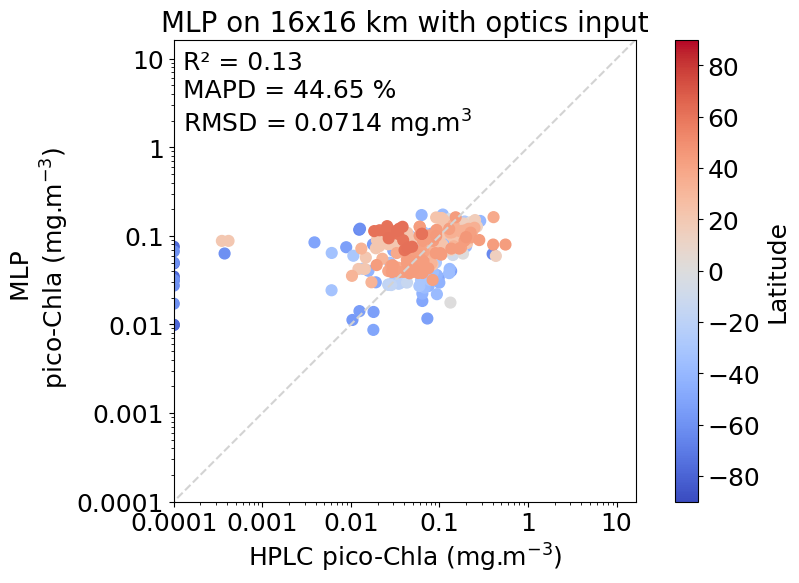 MLP on 16x16 km with optics input
R² = 0.13
MAPD = 44.65 %
RMSD = 0.0714 mg.m³
10
1
0.1
0.01
0.001
0.0001
MLP
pico-Chla (mg.m⁻³)
0.0001 0.001 0.01 0.1 1 10
HPLC pico-Chla (mg.m⁻³)
80
60
40
20
0
−20
−40
−60
−80
Latitude